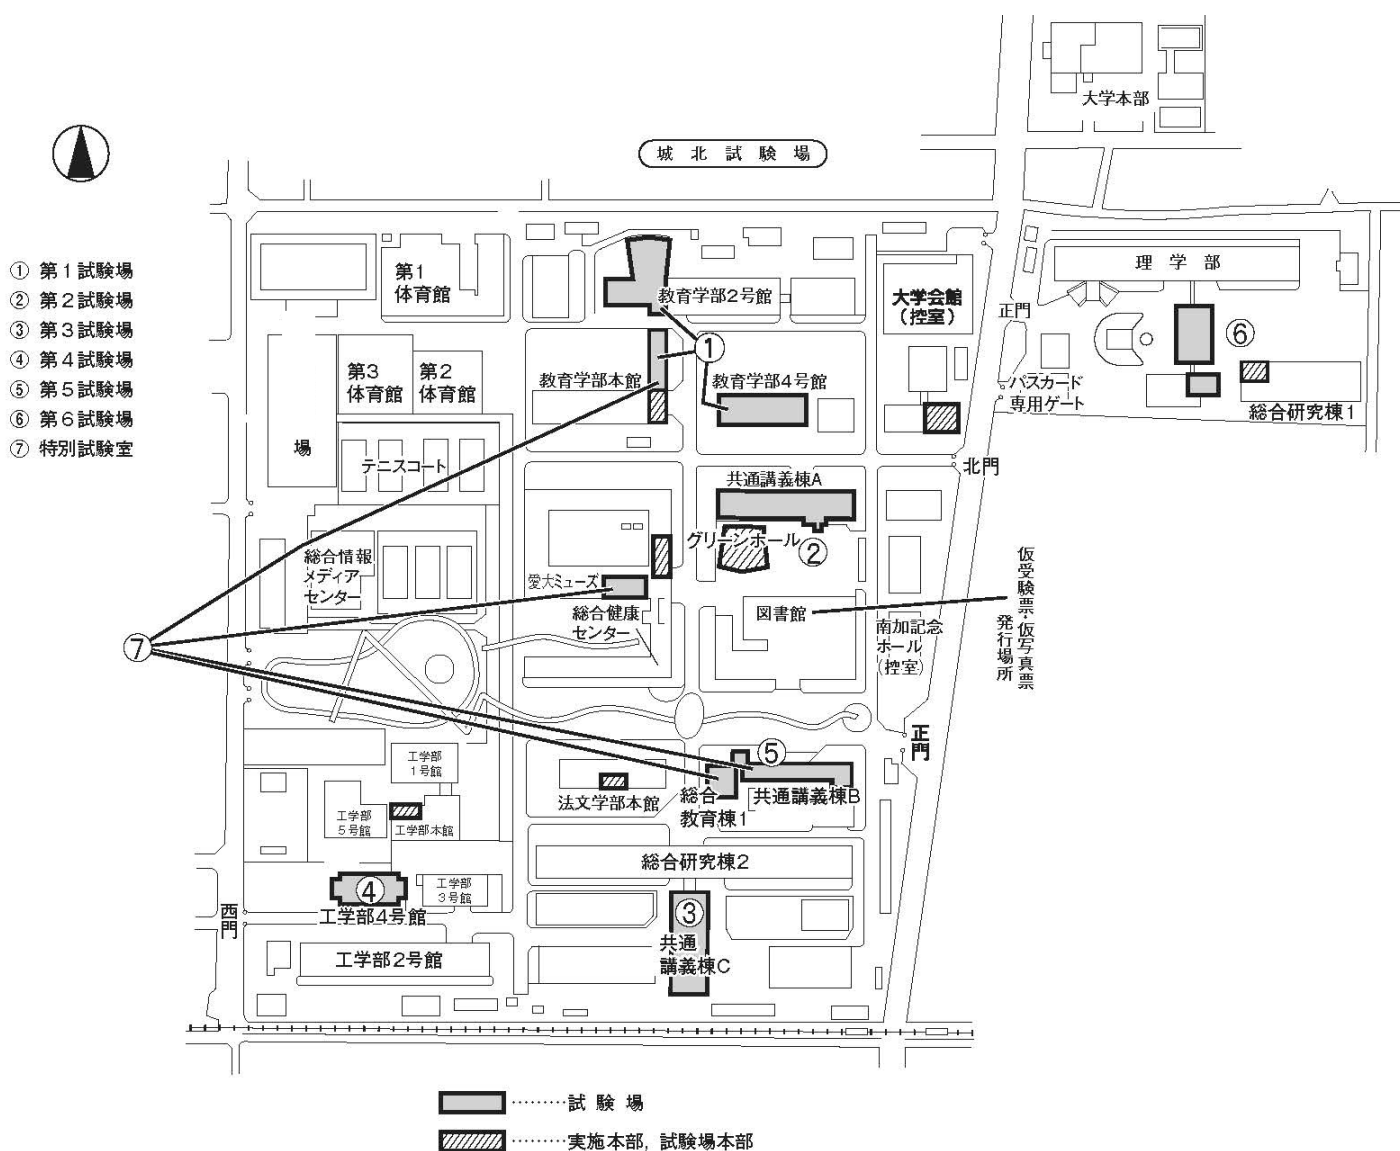 大学本部
城北試験場
① 第1試験場
② 第2試験場
③ 第3試験場
④ 第4試験場
⑤ 第5試験場
⑥ 第6試験場
⑦ 特別試験室
第1
体育館
教育学部2号館
大学会館
(控室)
理学部
正門
⑥
①
第3
体育館
第2
体育館
教育学部本館
教育学部4号館
パスカード
専用ゲート
総合研究棟1
場
テニスコート
北門
共通講義棟A
グリーンホール
②
総合情報
メディア
センター
愛大ミューズ
総合健康
センター
図書館
南加記念
ホール
(控室)
仮受験票・仮写真票
発行場所
⑦
正門
⑤
工学部
1号館
総合
教育棟1
共通講義棟B
法文学部本館
工学部
5号館
工学部本館
総合研究棟2
④
工学部
3号館
工学部4号館
西門
③
共通
講義棟C
工学部2号館
………試験場
………実施本部, 試験場本部